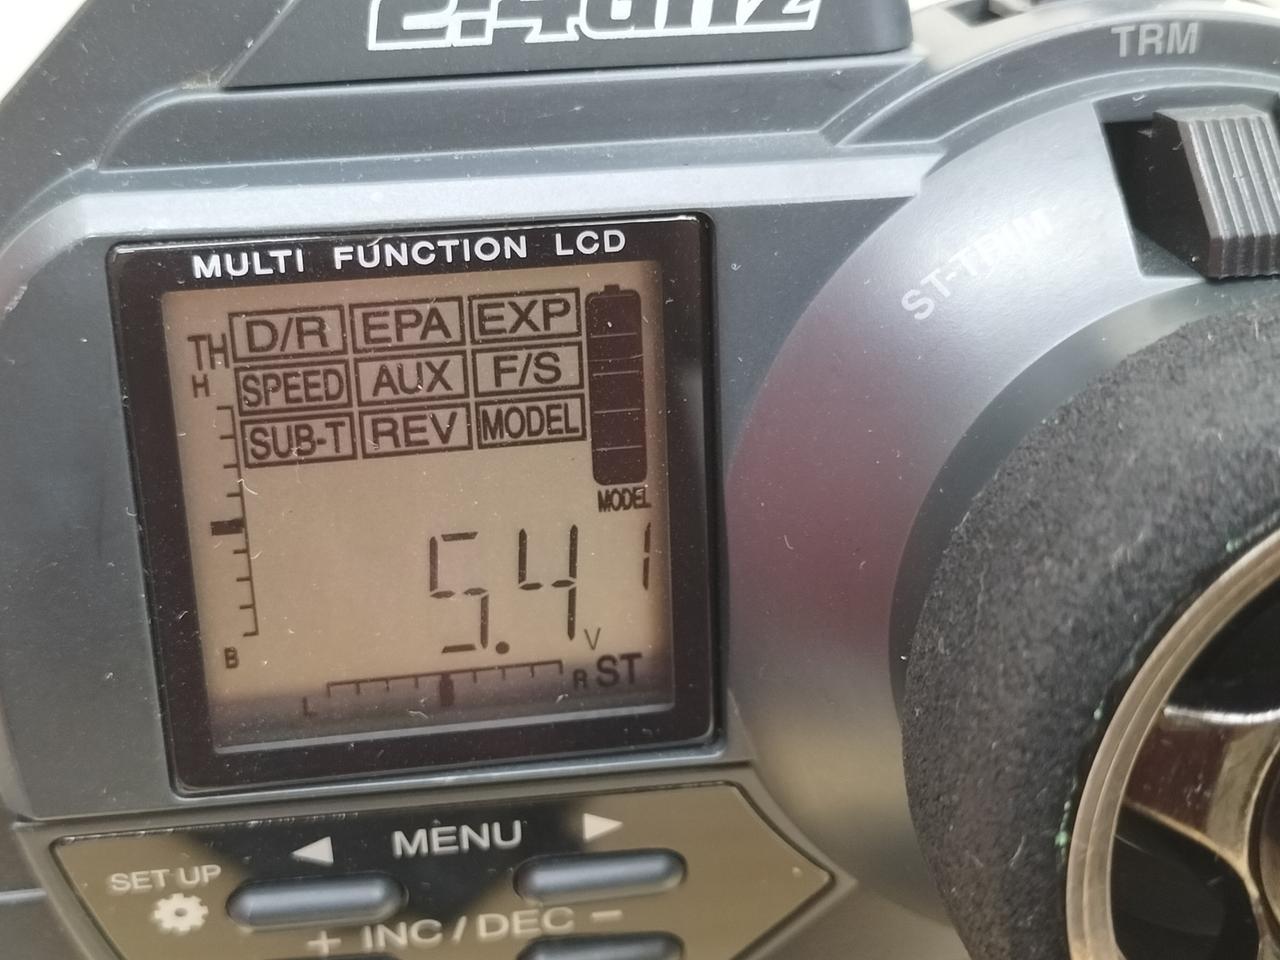 2.4GHz
TRM
ST-TRIM
MULTI FUNCTION LCD
TH
H
D/R EPA EXP
SPEED AUX F/S
SUB-T REV MODEL
MODEL
1
5.4 V
B
L R ST
MENU
SET UP
+ INC / DEC −